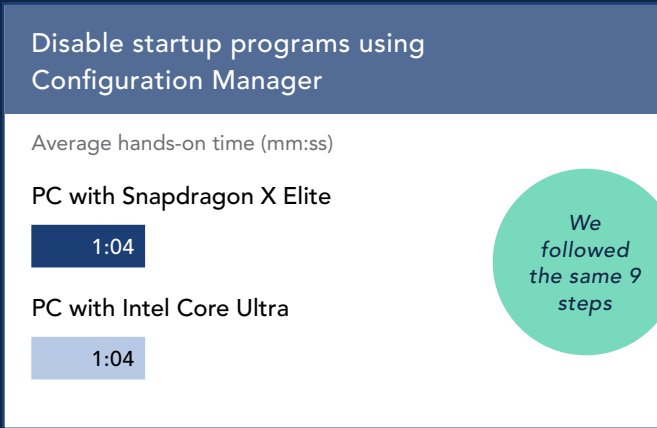 Disable startup programs using
Configuration Manager
Average hands-on time (mm:ss)
PC with Snapdragon X Elite
1:04
We
followed
the same 9
steps
PC with Intel Core Ultra
1:04